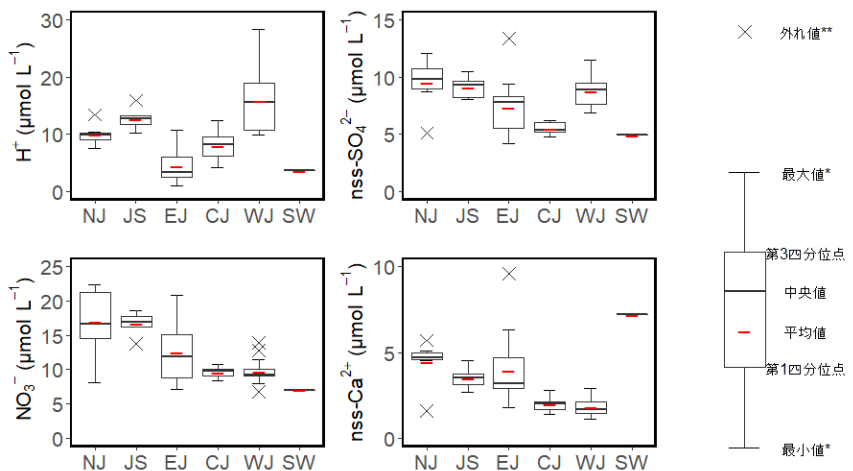 H⁺ (μmol L⁻¹)
30
20
10
0
NJ JS EJ CJ WJ SW
nss-SO₄²⁻ (μmol L⁻¹)
15
10
5
0
NJ JS EJ CJ WJ SW
NO₃⁻ (μmol L⁻¹)
25
20
15
10
5
0
NJ JS EJ CJ WJ SW
nss-Ca²⁺ (μmol L⁻¹)
10
5
0
NJ JS EJ CJ WJ SW
外れ値**
最大値*
第3四分位点
中央値
平均値
第1四分位点
最小値*